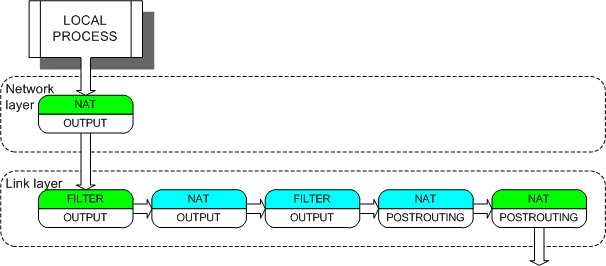 LOCAL
PROCESS
Network
layer
NAT
OUTPUT
Link layer
FILTER
OUTPUT
NAT
OUTPUT
FILTER
OUTPUT
NAT
POSTROUTING
NAT
POSTROUTING